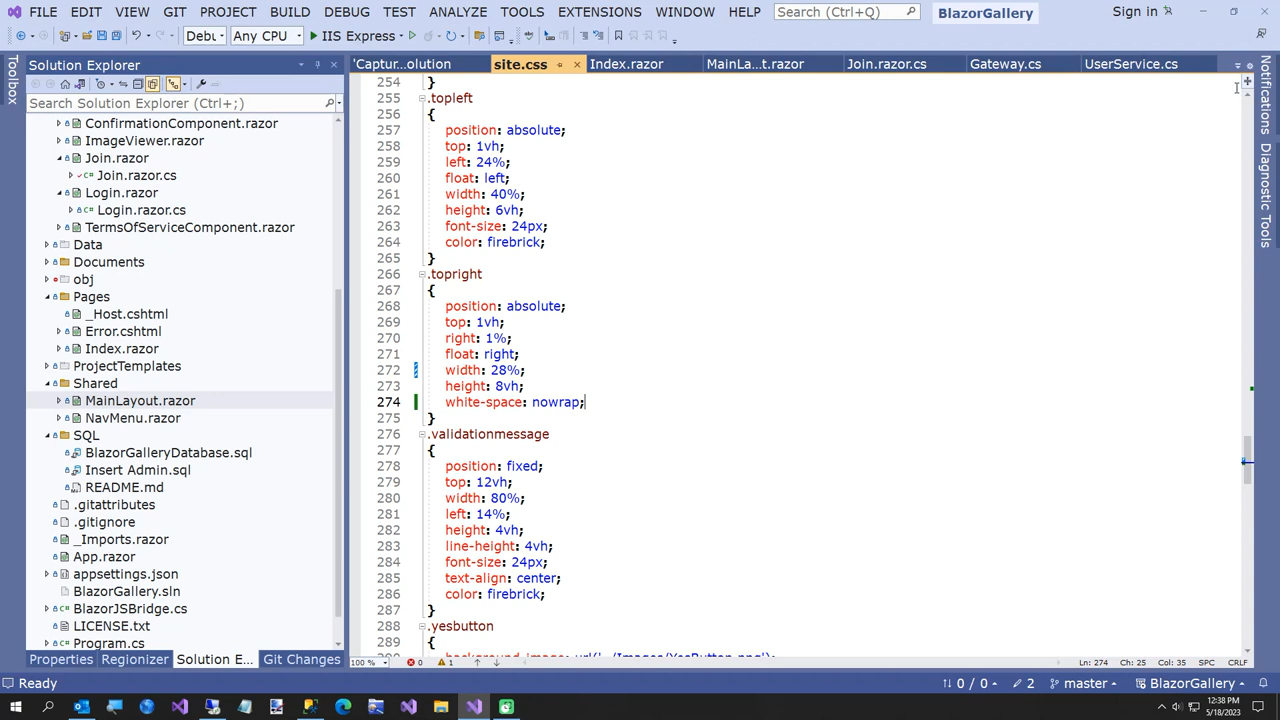 FILE EDIT VIEW GIT PROJECT BUILD DEBUG TEST ANALYZE TOOLS EXTENSIONS WINDOW HELP Search (Ctrl+Q) BlazorGallery Sign in
Debu Any CPU IIS Express
Toolbox
Solution Explorer
Search Solution Explorer (Ctrl+;)
ConfirmationComponent.razor
ImageViewer.razor
Join.razor
C# Join.razor.cs
Login.razor
C# Login.razor.cs
TermsOfServiceComponent.razor
Data
Documents
obj
Pages
_Host.cshtml
Error.cshtml
Index.razor
ProjectTemplates
Shared
MainLayout.razor
NavMenu.razor
SQL
BlazorGalleryDatabase.sql
Insert Admin.sql
README.md
.gitattributes
.gitignore
_Imports.razor
App.razor
appsettings.json
BlazorGallery.sln
BlazorJSBridge.cs
LICENSE.txt
Program.cs
Properties Regionizer Solution E... Git Changes
'Captur...olution site.css Index.razor MainLa...t.razor Join.razor.cs Gateway.cs UserService.cs
254 }
255 .topleft
256 {
257 position: absolute;
258 top: 1vh;
259 left: 24%;
260 float: left;
261 width: 40%;
262 height: 6vh;
263 font-size: 24px;
264 color: firebrick;
265 }
266 .topright
267 {
268 position: absolute;
269 top: 1vh;
270 right: 1%;
271 float: right;
272 width: 28%;
273 height: 8vh;
274 white-space: nowrap;
275 }
276 .validationmessage
277 {
278 position: fixed;
279 top: 12vh;
280 width: 80%;
281 left: 14%;
282 height: 4vh;
283 line-height: 4vh;
284 font-size: 24px;
285 text-align: center;
286 color: firebrick;
287 }
288 .yesbutton
289 {
background-image: url('../Images/YesButton.png');
100 % 0 1 Ln: 274 Ch: 25 Col: 35 SPC CRLF
Notifications
Diagnostic Tools
Ready 0 / 0 2 master BlazorGallery
12:38 PM
5/18/2023